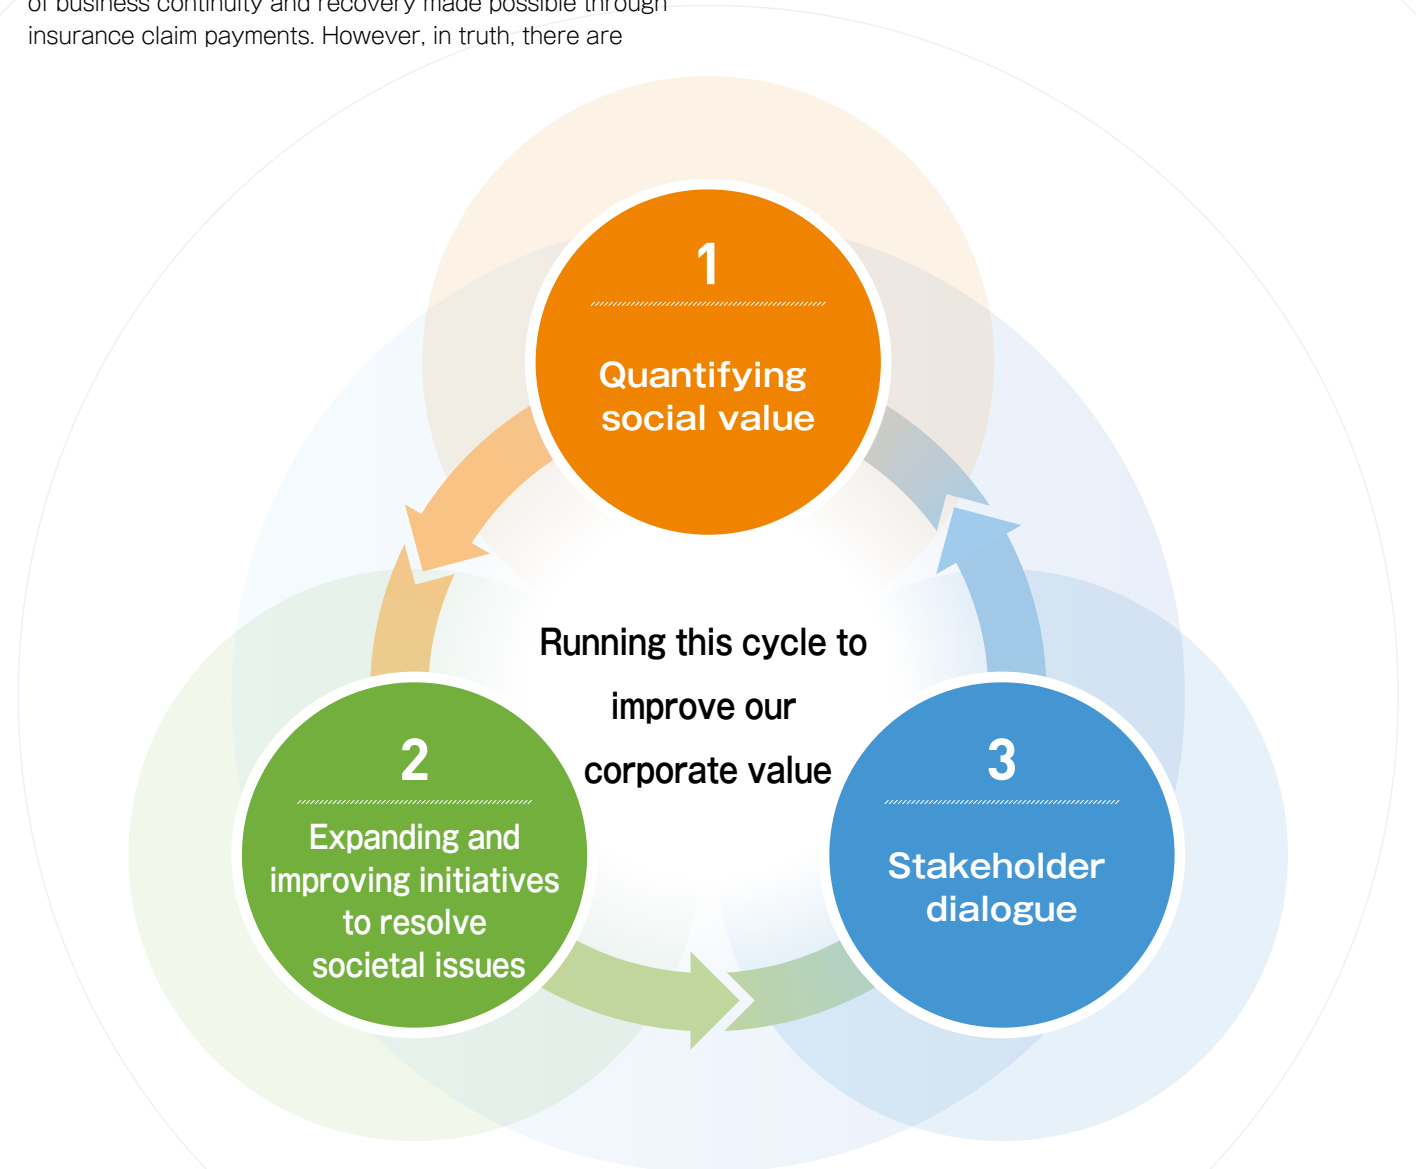 of business continuity and recovery made possible through
insurance claim payments. However, in truth, there are
1
Quantifying
social value
Running this cycle to
improve our
corporate value
2
Expanding and
improving initiatives
to resolve
societal issues
3
Stakeholder
dialogue